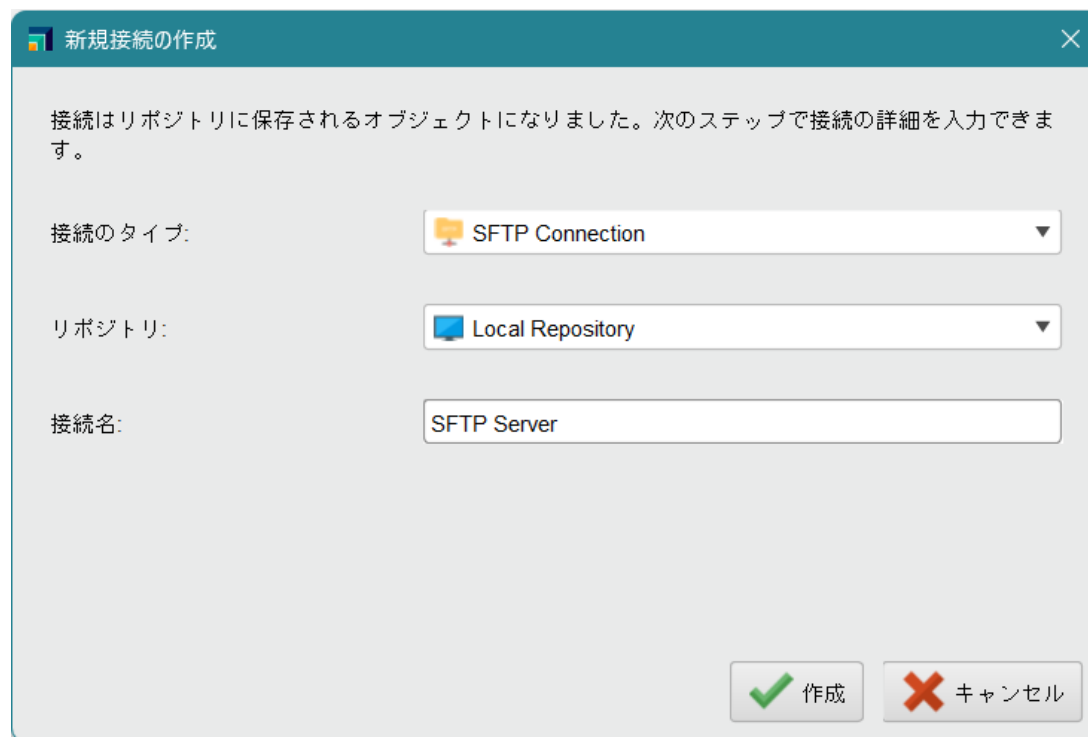 新規接続の作成
接続はリポジトリに保存されるオブジェクトになりました。次のステップで接続の詳細を入力できま
す。
接続のタイプ: SFTP Connection
リポジトリ: Local Repository
接続名: SFTP Server
作成 キャンセル